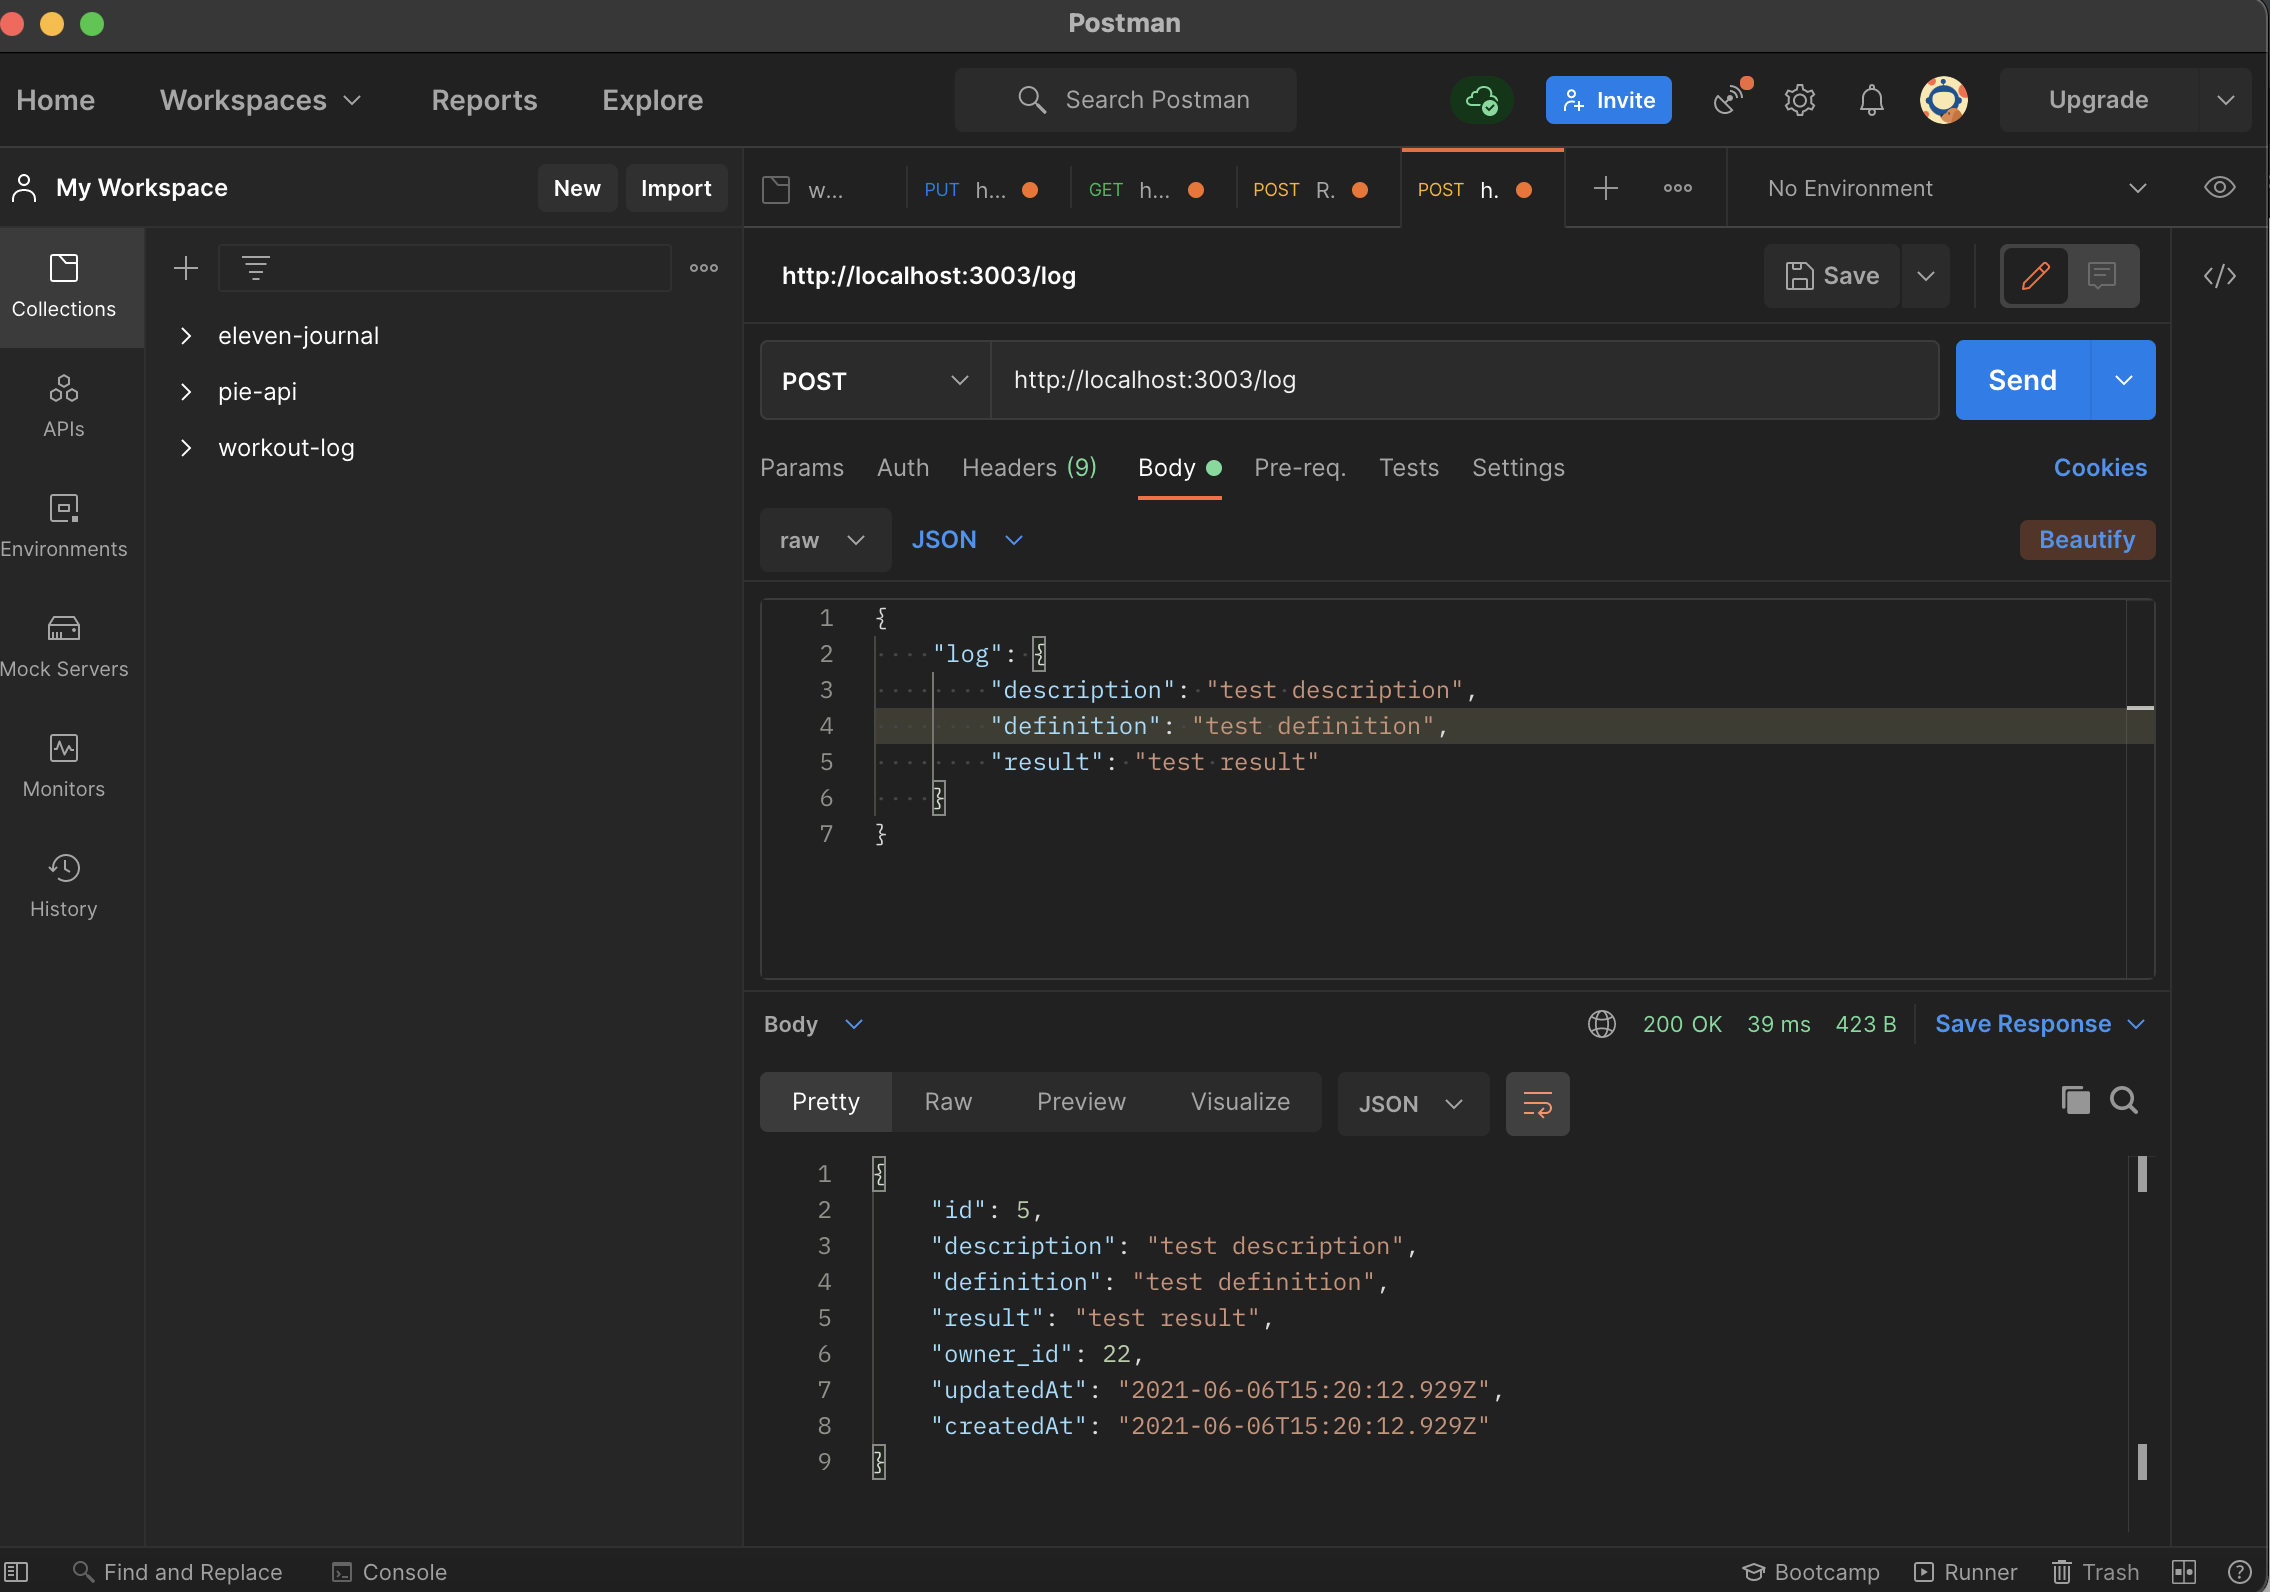 Postman
Home Workspaces Reports Explore Search Postman Invite Upgrade
My Workspace New Import w... PUT h... GET h... POST R. POST h. No Environment
Collections
APIs
Environments
Mock Servers
Monitors
History
eleven-journal
pie-api
workout-log
http://localhost:3003/log Save
POST http://localhost:3003/log Send
Params Auth Headers (9) Body Pre-req. Tests Settings Cookies
raw JSON Beautify
1 {
2 "log": {
3 "description": "test description",
4 "definition": "test definition",
5 "result": "test result"
6 }
7 }
Body 200 OK 39 ms 423 B Save Response
Pretty Raw Preview Visualize JSON
1 {
2 "id": 5,
3 "description": "test description",
4 "definition": "test definition",
5 "result": "test result",
6 "owner_id": 22,
7 "updatedAt": "2021-06-06T15:20:12.929Z",
8 "createdAt": "2021-06-06T15:20:12.929Z"
9 }
Find and Replace Console Bootcamp Runner Trash